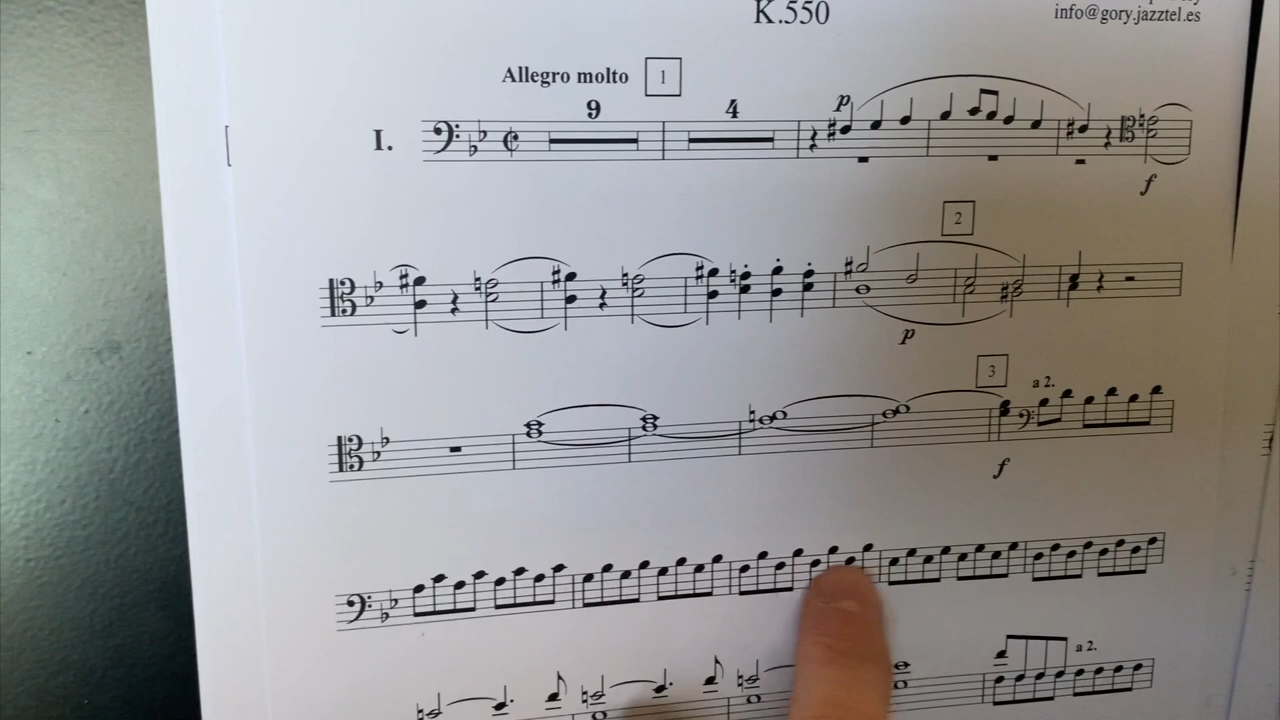 K.550
info@gory.jazztel.es
Allegro molto 1
9 4
I.
p
f
2
p
3
a 2.
f
a 2.